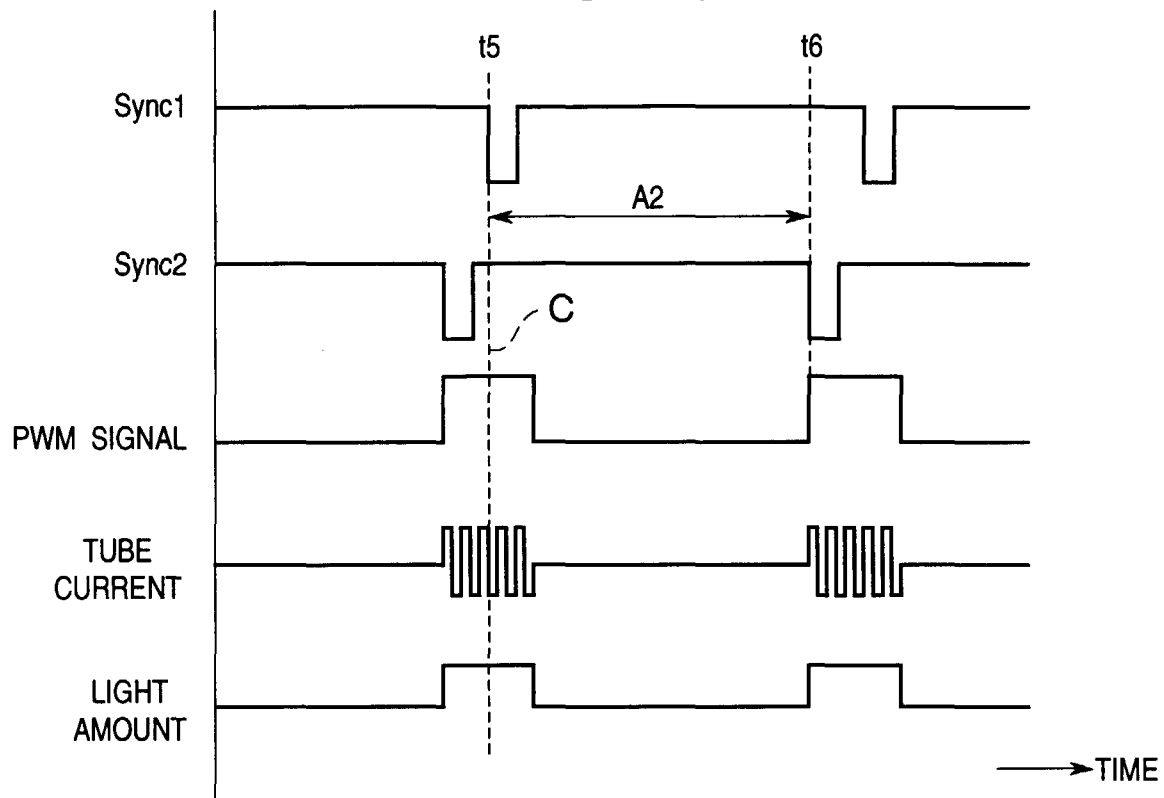 t5
t6
Sync1
A2
Sync2
C
PWM SIGNAL
TUBE
CURRENT
LIGHT
AMOUNT
TIME